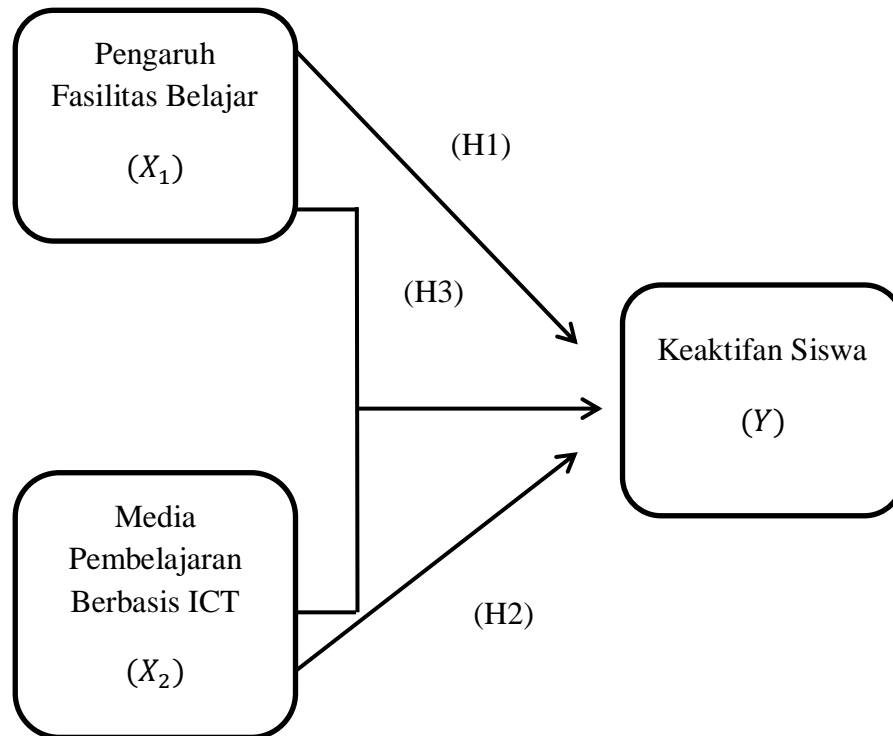 Pengaruh
Fasilitas Belajar
(X₁)
(H1)
(H3)
Keaktifan Siswa
(Y)
Media
Pembelajaran
Berbasis ICT
(X₂)
(H2)